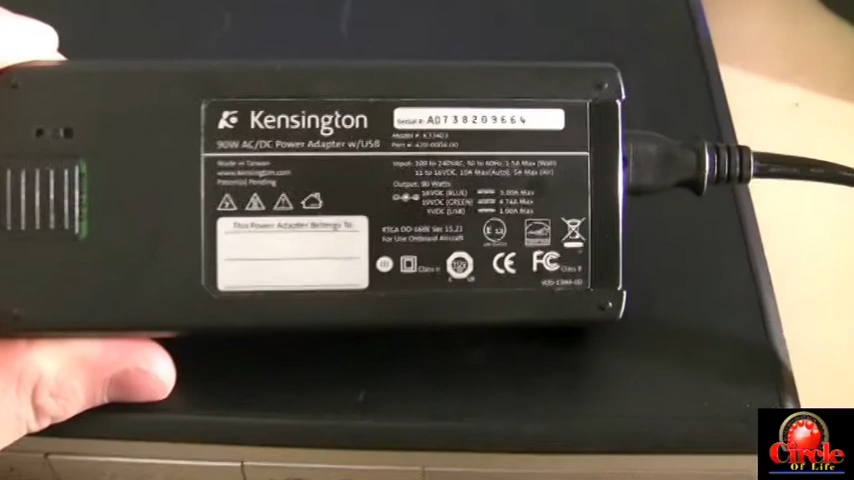 Kensington
Serial #: A0738209664
90W AC/DC Power Adapter w/USB
Model #: K33403
Made in Taiwan
www.kensington.com
Patent(s) Pending
Input: 100 to 240VAC, 50 to 60Hz, 1.5A Max (Wall)
11 to 16VDC, 10A Max(Auto), 5A Max (Air)
Output: 90 Watts
16VDC (BLUE) 5.00A Max
19VDC (GREEN) 4.74A Max
5VDC (USB) 1.00A Max
This Power Adapter Belongs To:
RTCA DO-160E Sec 15,21
For Use Onboard Aircraft
E13
Class II
CE
FC
Class B
Circle
Of Life